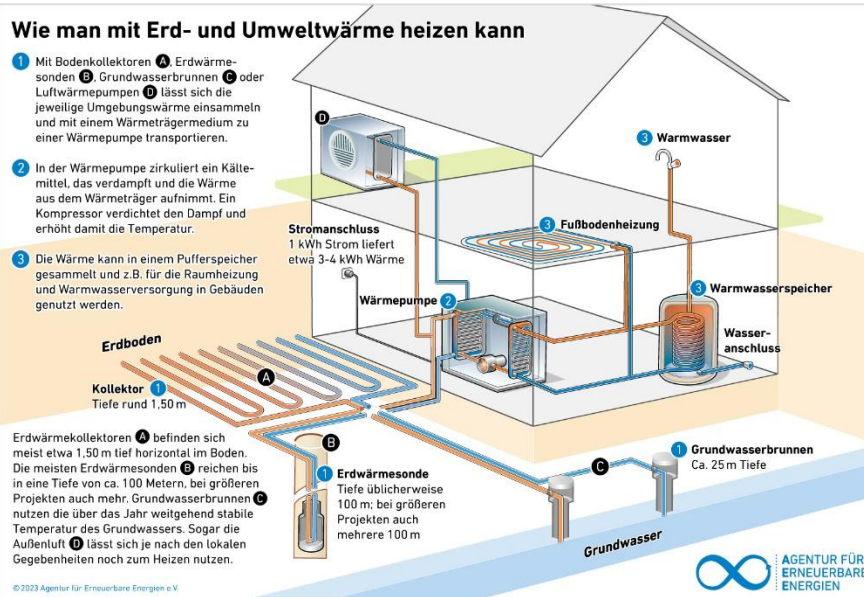 Wie man mit Erd- und Umweltwärme heizen kann
1 Mit Bodenkollektoren A, Erdwärme-
sonden B, Grundwasserbrunnen C oder
Luftwärmepumpen D lässt sich die
jeweilige Umgebungswärme einsammeln
und mit einem Wärmeträgermedium zu
einer Wärmepumpe transportieren.
2 In der Wärmepumpe zirkuliert ein Kälte-
mittel, das verdampft und die Wärme
aus dem Wärmeträger aufnimmt. Ein
Kompressor verdichtet den Dampf und
erhöht damit die Temperatur.
3 Die Wärme kann in einem Pufferspeicher
gesammelt und z.B. für die Raumheizung
und Warmwasserversorgung in Gebäuden
genutzt werden.
D
3 Warmwasser
Stromanschluss
1 kWh Strom liefert
etwa 3-4 kWh Wärme
3 Fußbodenheizung
Wärmepumpe 2
3 Warmwasserspeicher
Wasser-
anschluss
Erdboden
A
Kollektor 1
Tiefe rund 1,50 m
Erdwärmekollektoren A befinden sich
meist etwa 1,50 m tief horizontal im Boden.
Die meisten Erdwärmesonden B reichen bis
in eine Tiefe von ca. 100 Metern, bei größeren
Projekten auch mehr. Grundwasserbrunnen C
nutzen die über das Jahr weitgehend stabile
Temperatur des Grundwassers. Sogar die
Außenluft D lässt sich je nach den lokalen
Gegebenheiten noch zum Heizen nutzen.
B
1 Erdwärmesonde
Tiefe üblicherweise
100 m; bei größeren
Projekten auch
mehrere 100 m
C
1 Grundwasserbrunnen
Ca. 25 m Tiefe
Grundwasser
© 2023 Agentur für Erneuerbare Energien e.V.
AGENTUR FÜR
ERNEUERBARE
ENERGIEN